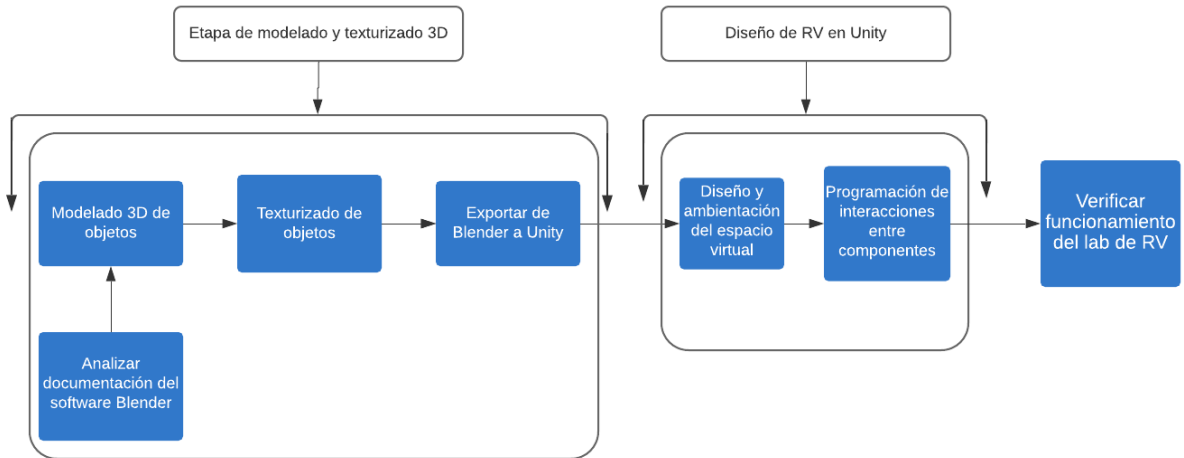 Etapa de modelado y texturizado 3D
Diseño de RV en Unity
Modelado 3D de
objetos
Texturizado de
objetos
Exportar de
Blender a Unity
Diseño y
ambientación
del espacio
virtual
Programación de
interacciones
entre
componentes
Verificar
funcionamiento
del lab de RV
Analizar
documentación del
software Blender